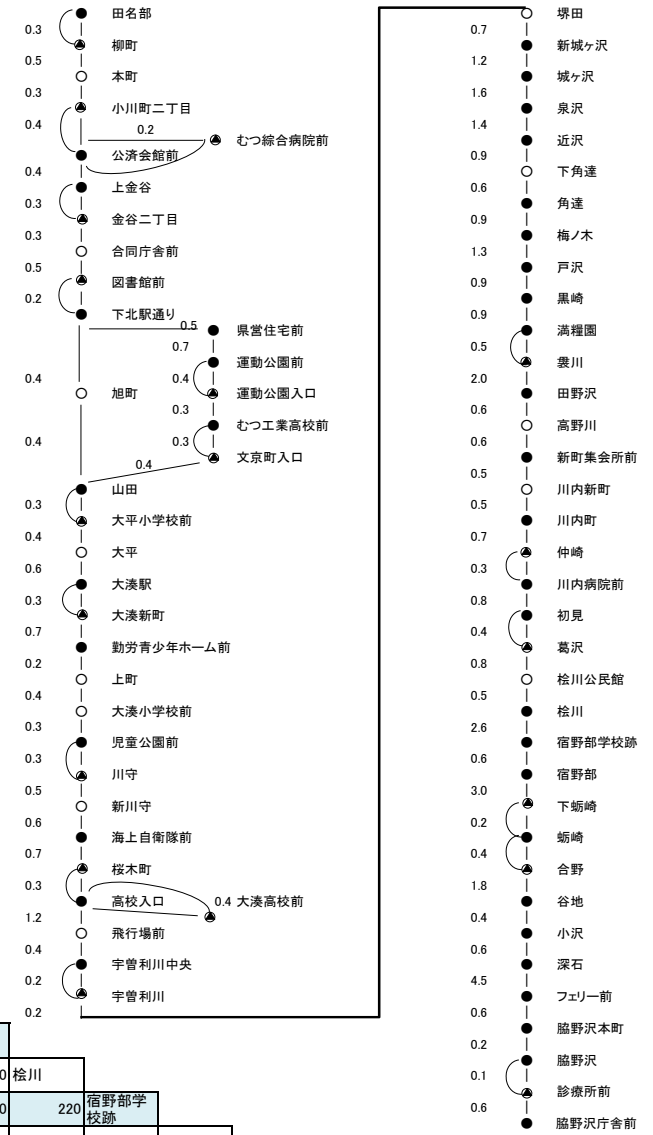 田名部
0.3
柳町
0.5
本町
0.3
小川町二丁目
0.4
0.2
むつ綜合病院前
公済会館前
0.4
上金谷
0.3
金谷二丁目
0.3
合同庁舎前
0.5
図書館前
0.2
下北駅通り
0.5
県営住宅前
0.7
運動公園前
0.4
運動公園入口
0.3
むつ工業高校前
0.3
文京町入口
0.4
0.4
旭町
0.4
山田
0.3
大平小学校前
0.4
大平
0.6
大湊駅
0.3
大湊新町
0.7
勤労青少年ホーム前
0.2
上町
0.4
大湊小学校前
0.3
児童公園前
0.3
川守
0.5
新川守
0.6
海上自衛隊前
0.7
桜木町
0.3
高校入口
0.4 大湊高校前
1.2
飛行場前
0.4
宇曽利川中央
0.2
宇曽利川
0.2
堺田
0.7
新城ヶ沢
1.2
城ヶ沢
1.6
泉沢
1.4
近沢
0.9
下角達
0.6
角達
0.9
梅ノ木
1.3
戸沢
0.9
黒崎
0.9
満糧園
0.5
襲川
2.0
田野沢
0.6
高野川
0.6
新町集会所前
0.5
川内新町
0.5
川内町
0.7
仲崎
0.3
川内病院前
0.8
初見
0.4
葛沢
0.8
桧川公民館
0.5
桧川
2.6
宿野部学校跡
0.6
宿野部
3.0
下蛎崎
0.2
蛎崎
0.4
合野
1.8
谷地
0.4
小沢
0.6
深石
4.5
フェリー前
0.6
脇野沢本町
0.2
脇野沢
0.1
診療所前
0.6
脇野沢庁舎前
0 桧川
0 220 宿野部学
校跡